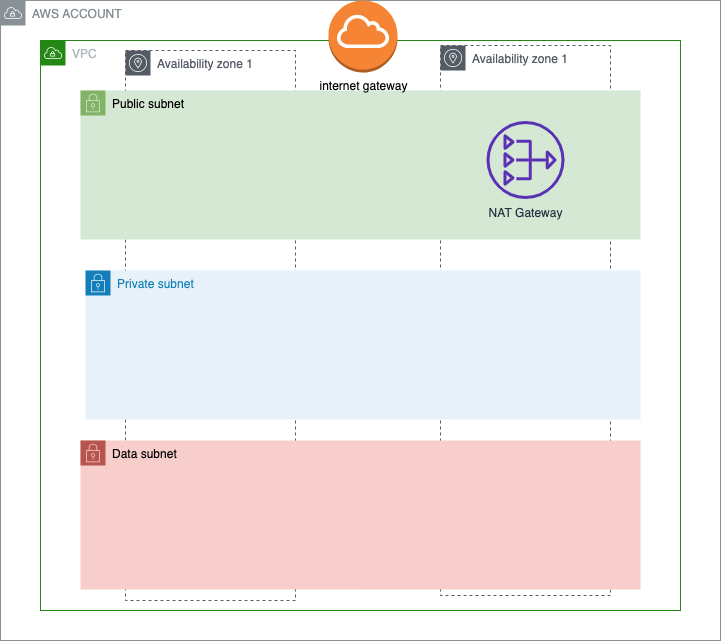 AWS ACCOUNT
VPC
Availability zone 1
Availability zone 1
internet gateway
Public subnet
NAT Gateway
Private subnet
Data subnet